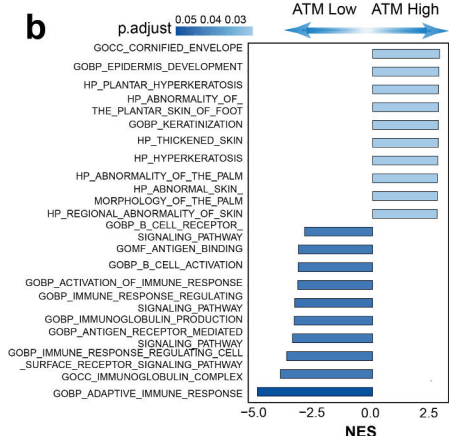 b
ATM Low ATM High
p.adjust 0.05 0.04 0.03
GOCC_CORNIFIED_ENVELOPE
GOBP_EPIDERMIS_DEVELOPMENT
HP_PLANTAR_HYPERKERATOSIS
HP_ABNORMALITY_OF_
THE_PLANTAR_SKIN_OF_FOOT
GOBP_KERATINIZATION
HP_THICKENED_SKIN
HP_HYPERKERATOSIS
HP_ABNORMALITY_OF_THE_PALM
HP_ABNORMAL_SKIN_
MORPHOLOGY_OF_THE_PALM
HP_REGIONAL_ABNORMALITY_OF_SKIN
GOBP_B_CELL_RECEPTOR_
SIGNALING_PATHWAY
GOMF_ANTIGEN_BINDING
GOBP_B_CELL_ACTIVATION
GOBP_ACTIVATION_OF_IMMUNE_RESPONSE
GOBP_IMMUNE_RESPONSE_REGULATING
SIGNALING_PATHWAY
GOBP_IMMUNOGLOBULIN_PRODUCTION
GOBP_ANTIGEN_RECEPTOR_MEDIATED
_SIGNALING_PATHWAY
GOBP_IMMUNE_RESPONSE_REGULATING_CELL
_SURFACE_RECEPTOR_SIGNALING_PATHWAY
GOCC_IMMUNOGLOBULIN_COMPLEX
GOBP_ADAPTIVE_IMMUNE_RESPONSE
−5.0 −2.5 0.0 2.5
NES